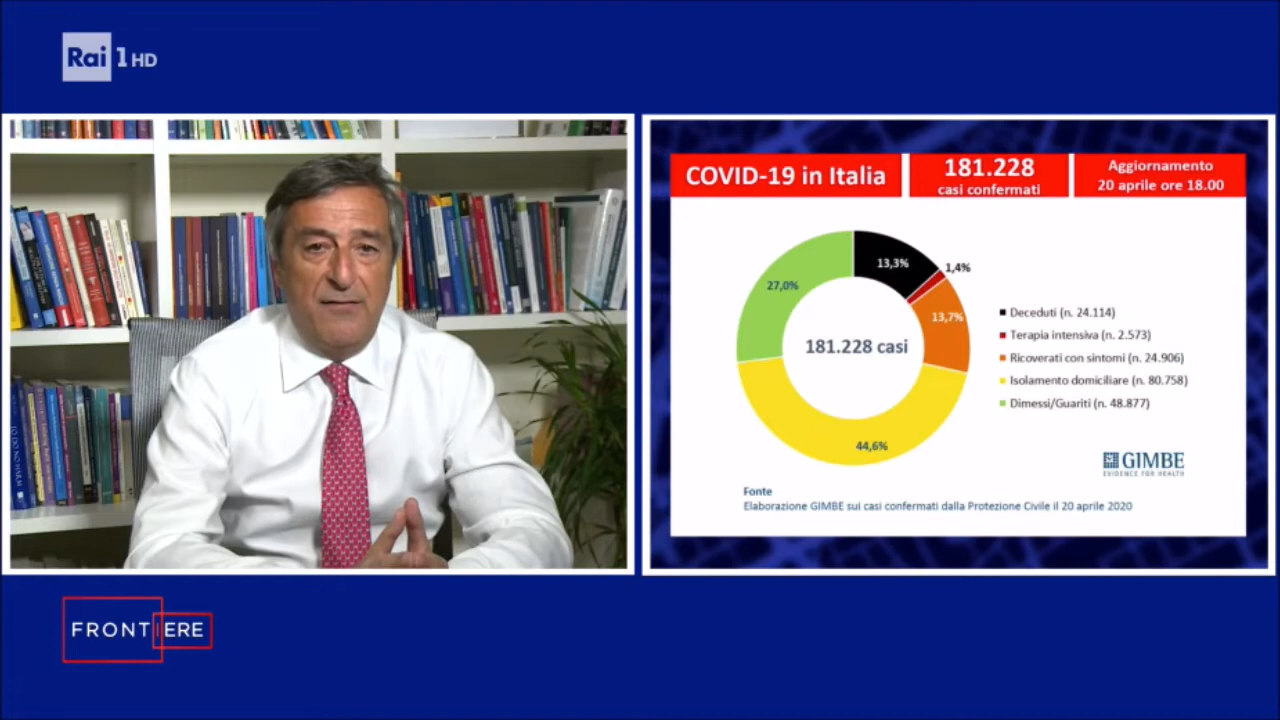 Rai 1 HD
COVID-19 in Italia
181.228
casi confermati
Aggiornamento
20 aprile ore 18.00
13,3%
1,4%
27,0%
13,7%
181.228 casi
44,6%
Deceduti (n. 24.114)
Terapia intensiva (n. 2.573)
Ricoverati con sintomi (n. 24.906)
Isolamento domiciliare (n. 80.758)
Dimessi/Guariti (n. 48.877)
GIMBE
EVIDENCE FOR HEALTH
Fonte
Elaborazione GIMBE sui casi confermati dalla Protezione Civile il 20 aprile 2020
FRONTIERE